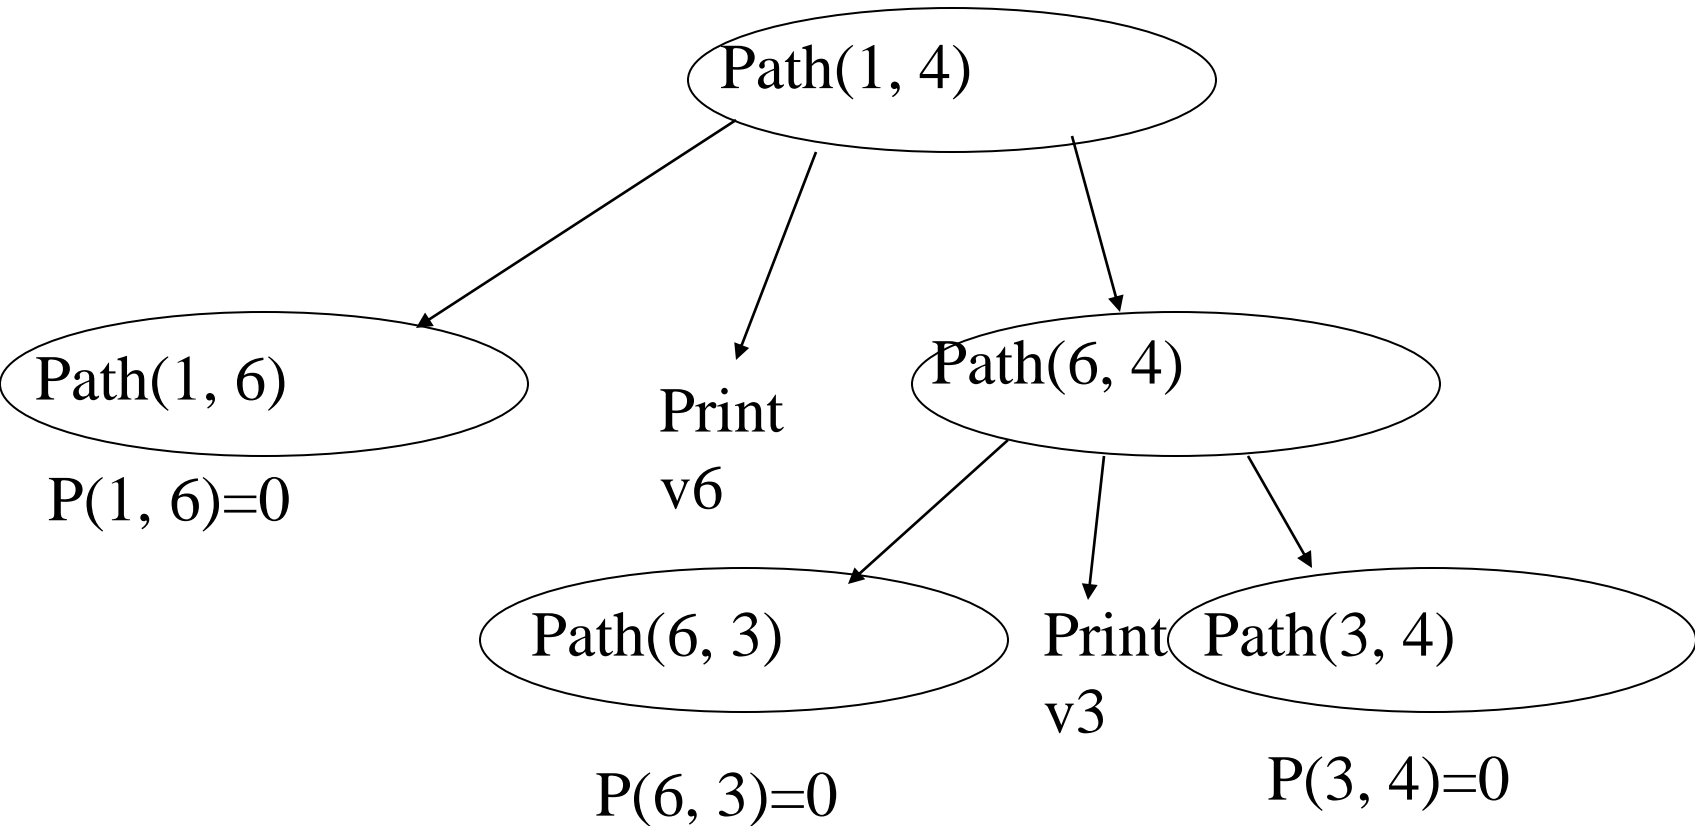 Path(1, 4)
Path(1, 6)
P(1, 6)=0
Print
v6
Path(6, 4)
Path(6, 3)
P(6, 3)=0
Print
v3
Path(3, 4)
P(3, 4)=0